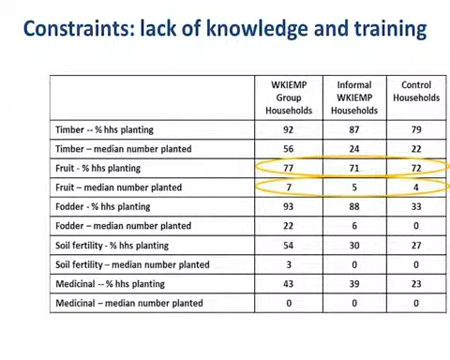 Constraints: lack of knowledge and training
WKIEMP Group Households Informal WKIEMP Households Control Households
Timber -- % hhs planting 92 87 79
Timber – median number planted 56 24 22
Fruit - % hhs planting 77 71 72
Fruit – median number planted 7 5 4
Fodder - % hhs planting 93 88 33
Fodder – median number planted 22 6 0
Soil fertility - % hhs planting 54 30 27
Soil fertility – median number planted 3 0 0
Medicinal -- % hhs planting 43 39 23
Medicinal – median number planted 0 0 0